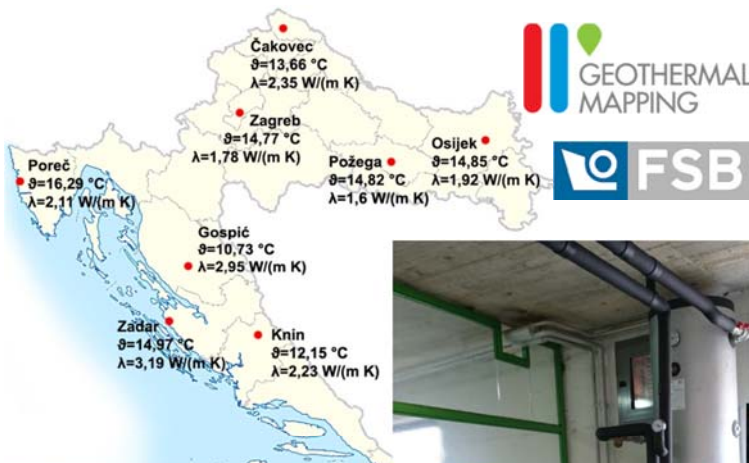 Čakovec
ϑ=13,66 °C
λ=2,35 W/(m K)
GEOTHERMAL
MAPPING
Zagreb
ϑ=14,77 °C
λ=1,78 W/(m K)
Osijek
ϑ=14,85 °C
λ=1,92 W/(m K)
Požega
ϑ=14,82 °C
λ=1,6 W/(m K)
FSB
Poreč
ϑ=16,29 °C
λ=2,11 W/(m K)
Gospić
ϑ=10,73 °C
λ=2,95 W/(m K)
Zadar
ϑ=14,97 °C
λ=3,19 W/(m K)
Knin
ϑ=12,15 °C
λ=2,23 W/(m K)